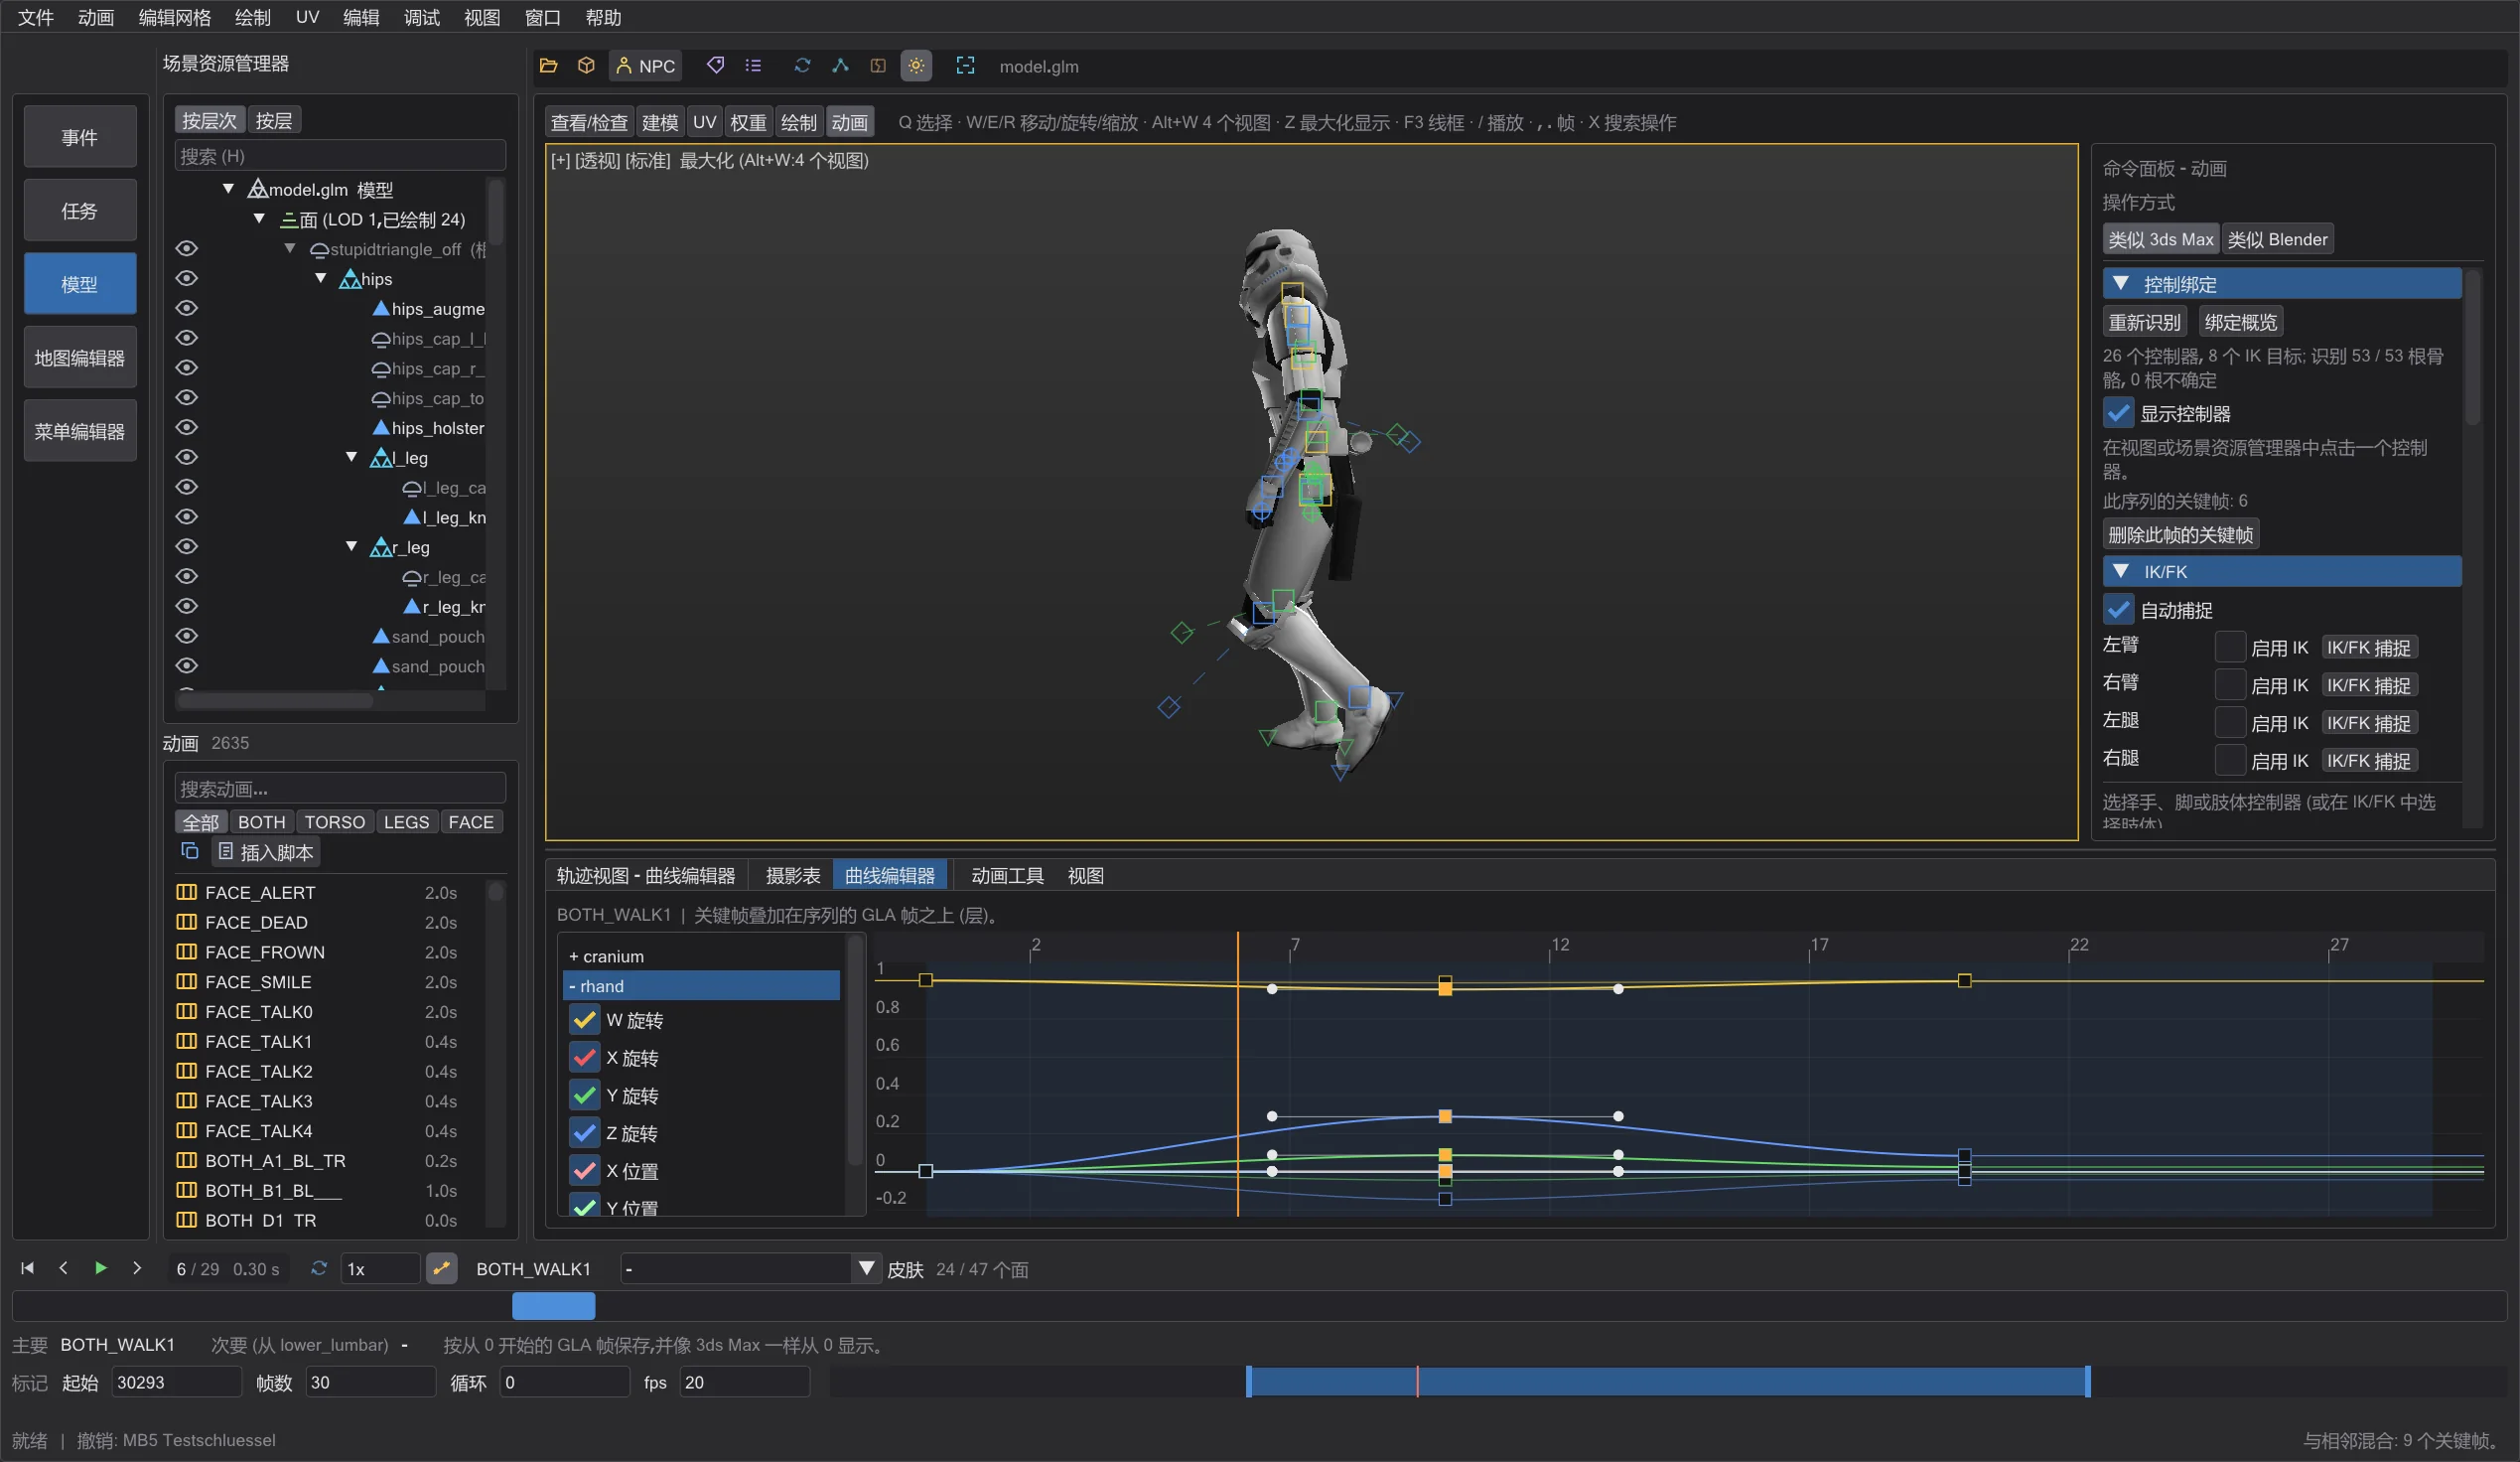 文件 动画 编辑网格 绘制 UV 编辑 调试 视图 窗口 帮助
场景资源管理器
NPC model.glm
事件
任务
模型
地图编辑器
菜单编辑器
按层次 按层
搜索 (H)
model.glm 模型
面 (LOD 1,已绘制 24)
stupidtriangle_off
hips
hips_augme
hips_cap_l_
hips_cap_r_
hips_cap_to
hips_holster
l_leg
l_leg_ca
l_leg_kn
r_leg
r_leg_ca
r_leg_kn
sand_pouch
sand_pouch
动画 2635
搜索动画...
全部 BOTH TORSO LEGS FACE
插入脚本
FACE_ALERT 2.0s
FACE_DEAD 2.0s
FACE_FROWN 2.0s
FACE_SMILE 2.0s
FACE_TALK0 2.0s
FACE_TALK1 0.4s
FACE_TALK2 0.4s
FACE_TALK3 0.4s
FACE_TALK4 0.4s
BOTH_A1_BL_TR 0.2s
BOTH_B1_BL___ 1.0s
BOTH_D1_TR 0.0s
查看/检查 建模 UV 权重 绘制 动画 Q 选择 · W/E/R 移动/旋转/缩放 · Alt+W 4 个视图 · Z 最大化显示 · F3 线框 · / 播放 · , . 帧 · X 搜索操作
[+] [透视] [标准] 最大化 (Alt+W:4 个视图)
命令面板 - 动画
操作方式
类似 3ds Max 类似 Blender
控制绑定
重新识别 绑定概览
26 个控制器, 8 个 IK 目标; 识别 53 / 53 根骨
骼, 0 根不确定
显示控制器
在视图或场景资源管理器中点击一个控制
器。
此序列的关键帧: 6
删除此帧的关键帧
IK/FK
自动捕捉
左臂 启用 IK IK/FK 捕捉
右臂 启用 IK IK/FK 捕捉
左腿 启用 IK IK/FK 捕捉
右腿 启用 IK IK/FK 捕捉
选择手、脚或肢体控制器 (或在 IK/FK 中选
择肢体)
轨迹视图 - 曲线编辑器 摄影表 曲线编辑器 动画工具 视图
BOTH_WALK1 | 关键帧叠加在序列的 GLA 帧之上 (层)。
+ cranium
- rhand
W 旋转
X 旋转
Y 旋转
Z 旋转
X 位置
Y 位置
2 7 12 17 22 27
1
0.8
0.6
0.4
0.2
0
-0.2
6 / 29 0.30 s 1x BOTH_WALK1 - 皮肤 24 / 47 个面
主要 BOTH_WALK1 次要 (从 lower_lumbar) - 按从 0 开始的 GLA 帧保存,并像 3ds Max 一样从 0 显示。
标记 起始 30293 帧数 30 循环 0 fps 20
就绪 | 撤销: MB5 Testschluessel
与相邻混合: 9 个关键帧。